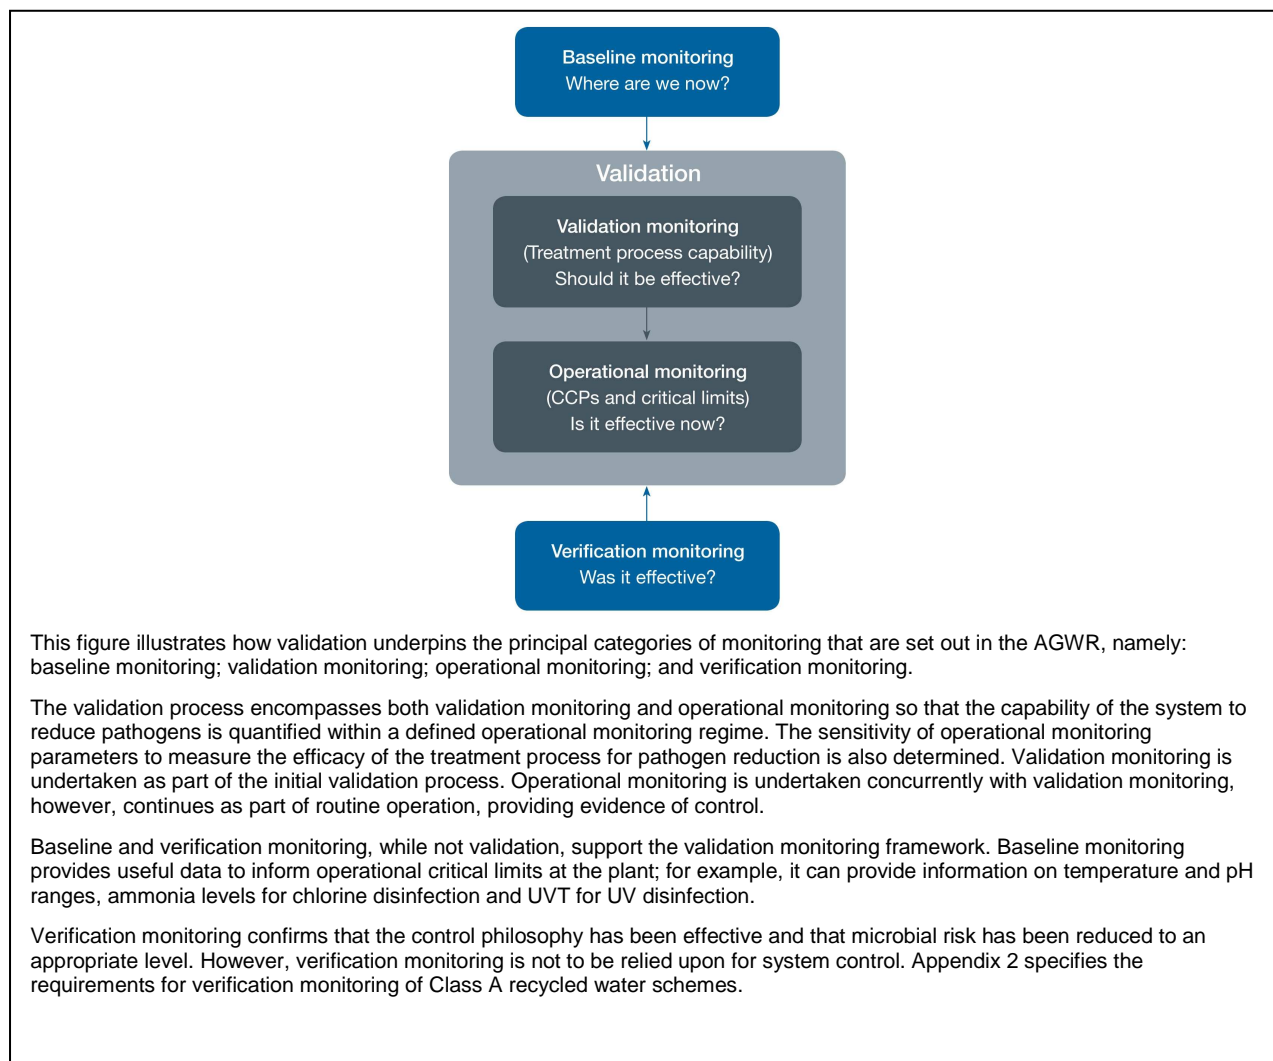 Baseline monitoring
Where are we now?
Validation
Validation monitoring
(Treatment process capability)
Should it be effective?
Operational monitoring
(CCPs and critical limits)
Is it effective now?
Verification monitoring
Was it effective?
This figure illustrates how validation underpins the principal categories of monitoring that are set out in the AGWR, namely:
baseline monitoring; validation monitoring; operational monitoring; and verification monitoring.
The validation process encompasses both validation monitoring and operational monitoring so that the capability of the system to
reduce pathogens is quantified within a defined operational monitoring regime. The sensitivity of operational monitoring
parameters to measure the efficacy of the treatment process for pathogen reduction is also determined. Validation monitoring is
undertaken as part of the initial validation process. Operational monitoring is undertaken concurrently with validation monitoring,
however, continues as part of routine operation, providing evidence of control.
Baseline and verification monitoring, while not validation, support the validation monitoring framework. Baseline monitoring
provides useful data to inform operational critical limits at the plant; for example, it can provide information on temperature and pH
ranges, ammonia levels for chlorine disinfection and UVT for UV disinfection.
Verification monitoring confirms that the control philosophy has been effective and that microbial risk has been reduced to an
appropriate level. However, verification monitoring is not to be relied upon for system control. Appendix 2 specifies the
requirements for verification monitoring of Class A recycled water schemes.